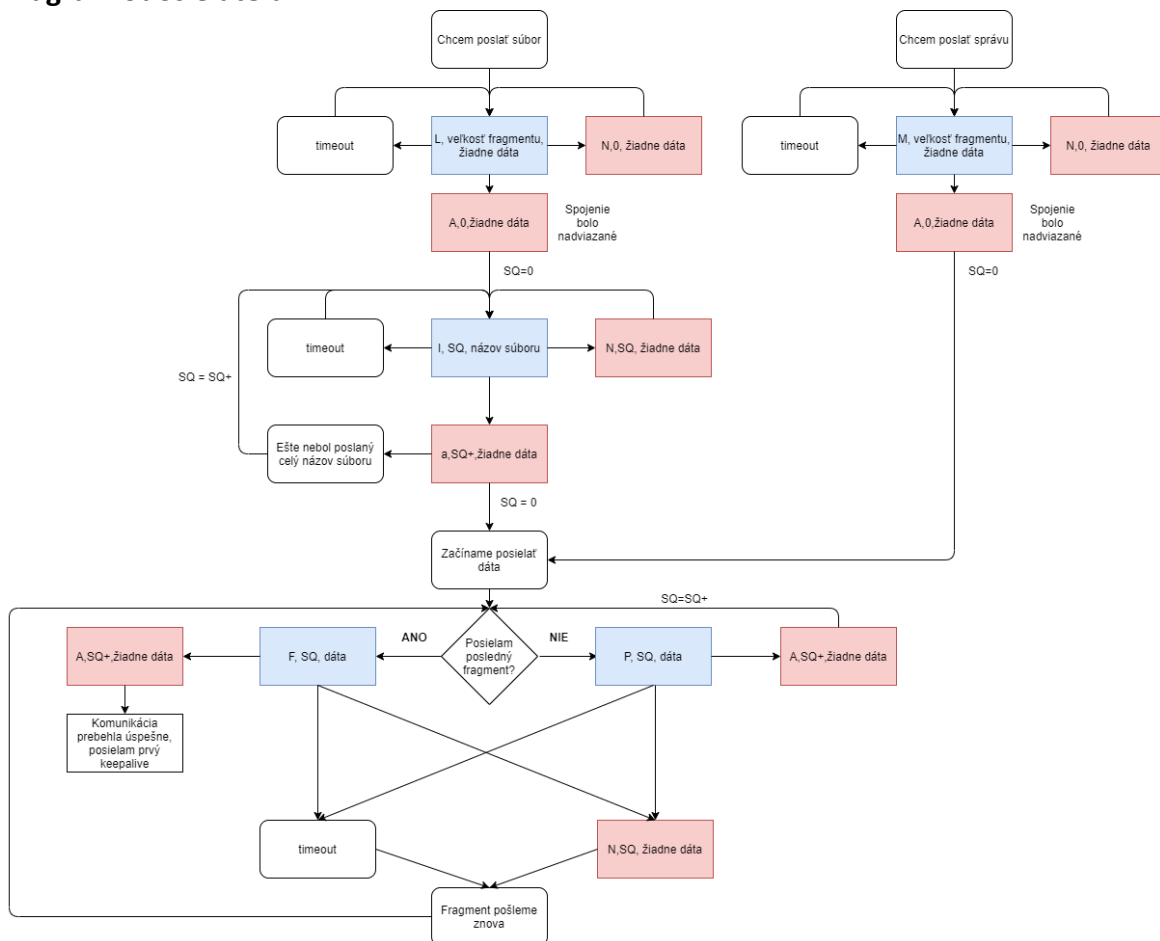 Chcem poslať súbor
Chcem poslať správu
timeout
L, veľkosť fragmentu,
žiadne dáta
N,0, žiadne dáta
timeout
M, veľkosť fragmentu,
žiadne dáta
N,0, žiadne dáta
A,0,žiadne dáta
Spojenie
bolo
nadviazané
A,0,žiadne dáta
Spojenie
bolo
nadviazané
SQ=0
SQ=0
timeout
I, SQ, názov súboru
N,SQ, žiadne dáta
SQ = SQ+
Ešte nebol poslaný
celý názov súboru
a,SQ+,žiadne dáta
SQ = 0
Začíname posielať
dáta
SQ=SQ+
A,SQ+,žiadne dáta
F, SQ, dáta
ANO
Posielam
posledný
fragment?
NIE
P, SQ, dáta
A,SQ+,žiadne dáta
Komunikácia
prebehla úspešne,
posielam prvý
keepalive
timeout
N,SQ, žiadne dáta
Fragment pošleme
znova